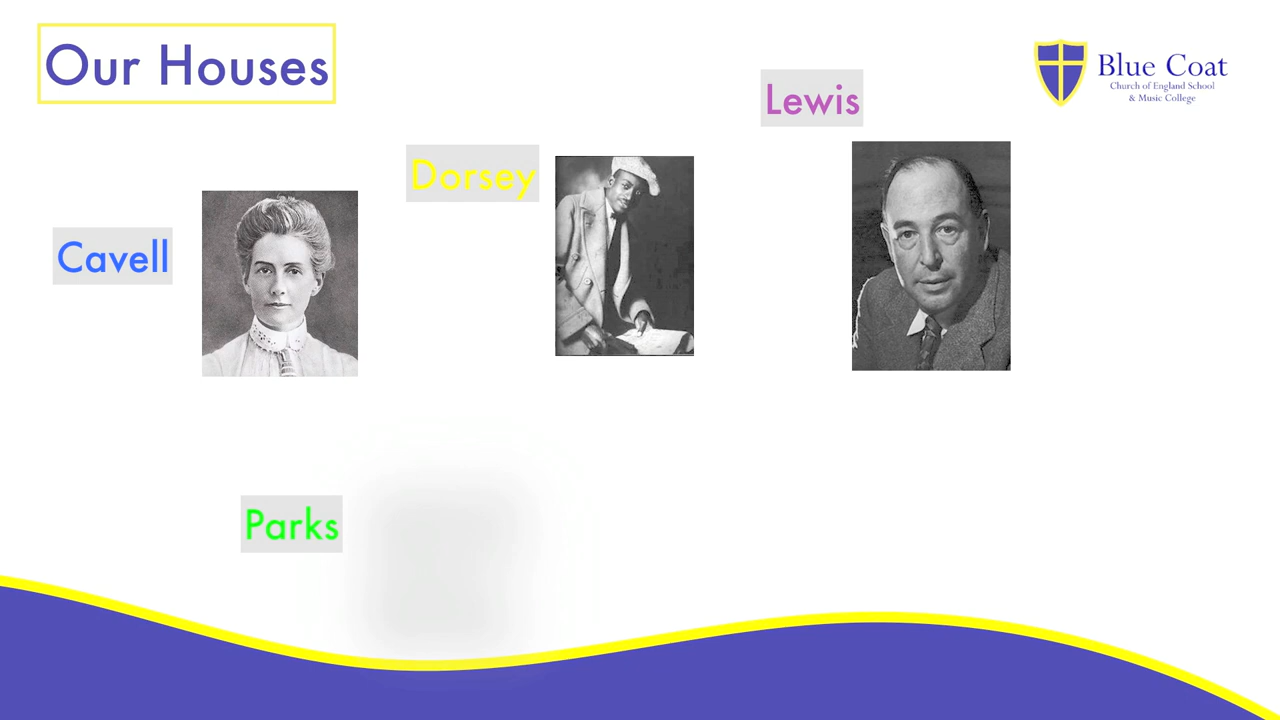 Our Houses
Blue Coat
Church of England School
& Music College
Lewis
Dorsey
Cavell
Parks